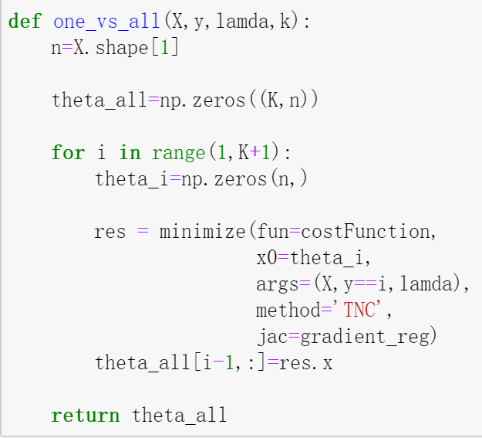 def one_vs_all(X,y,lamda,k):
    n=X.shape[1]

    theta_all=np.zeros((K,n))

    for i in range(1,K+1):
        theta_i=np.zeros(n,)

        res = minimize(fun=costFunction,
                       x0=theta_i,
                       args=(X,y==i,lamda),
                       method='TNC',
                       jac=gradient_reg)
        theta_all[i-1,:]=res.x

    return theta_all